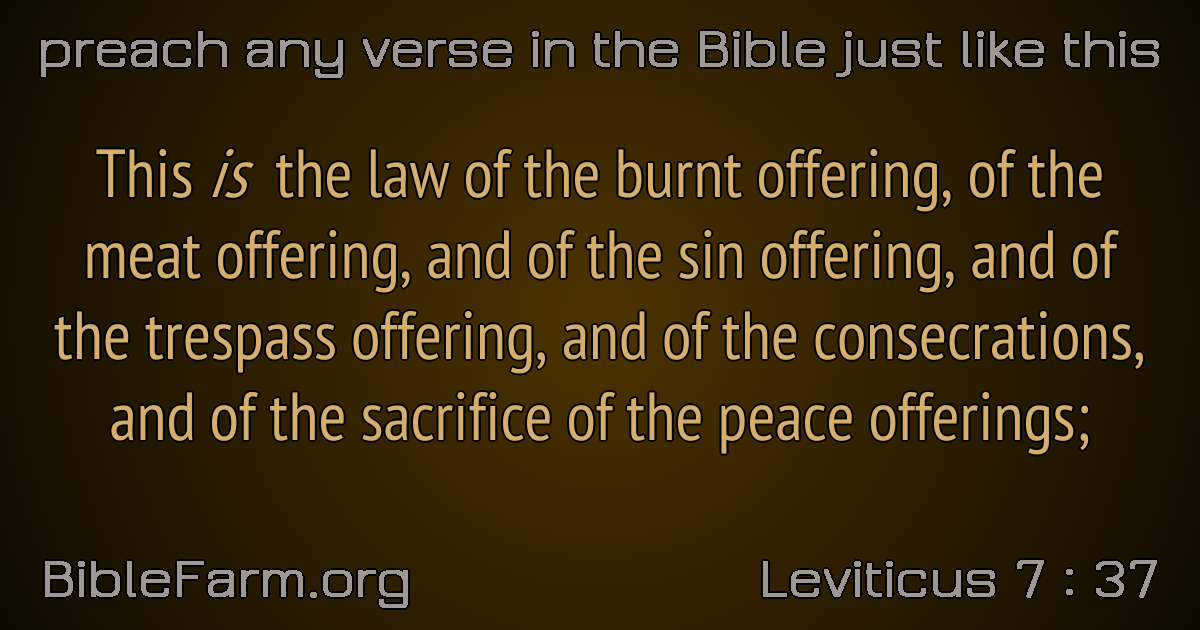 preach any verse in the Bible just like this
This is the law of the burnt offering, of the
meat offering, and of the sin offering, and of
the trespass offering, and of the consecrations,
and of the sacrifice of the peace offerings;
BibleFarm.org
Leviticus 7 : 37